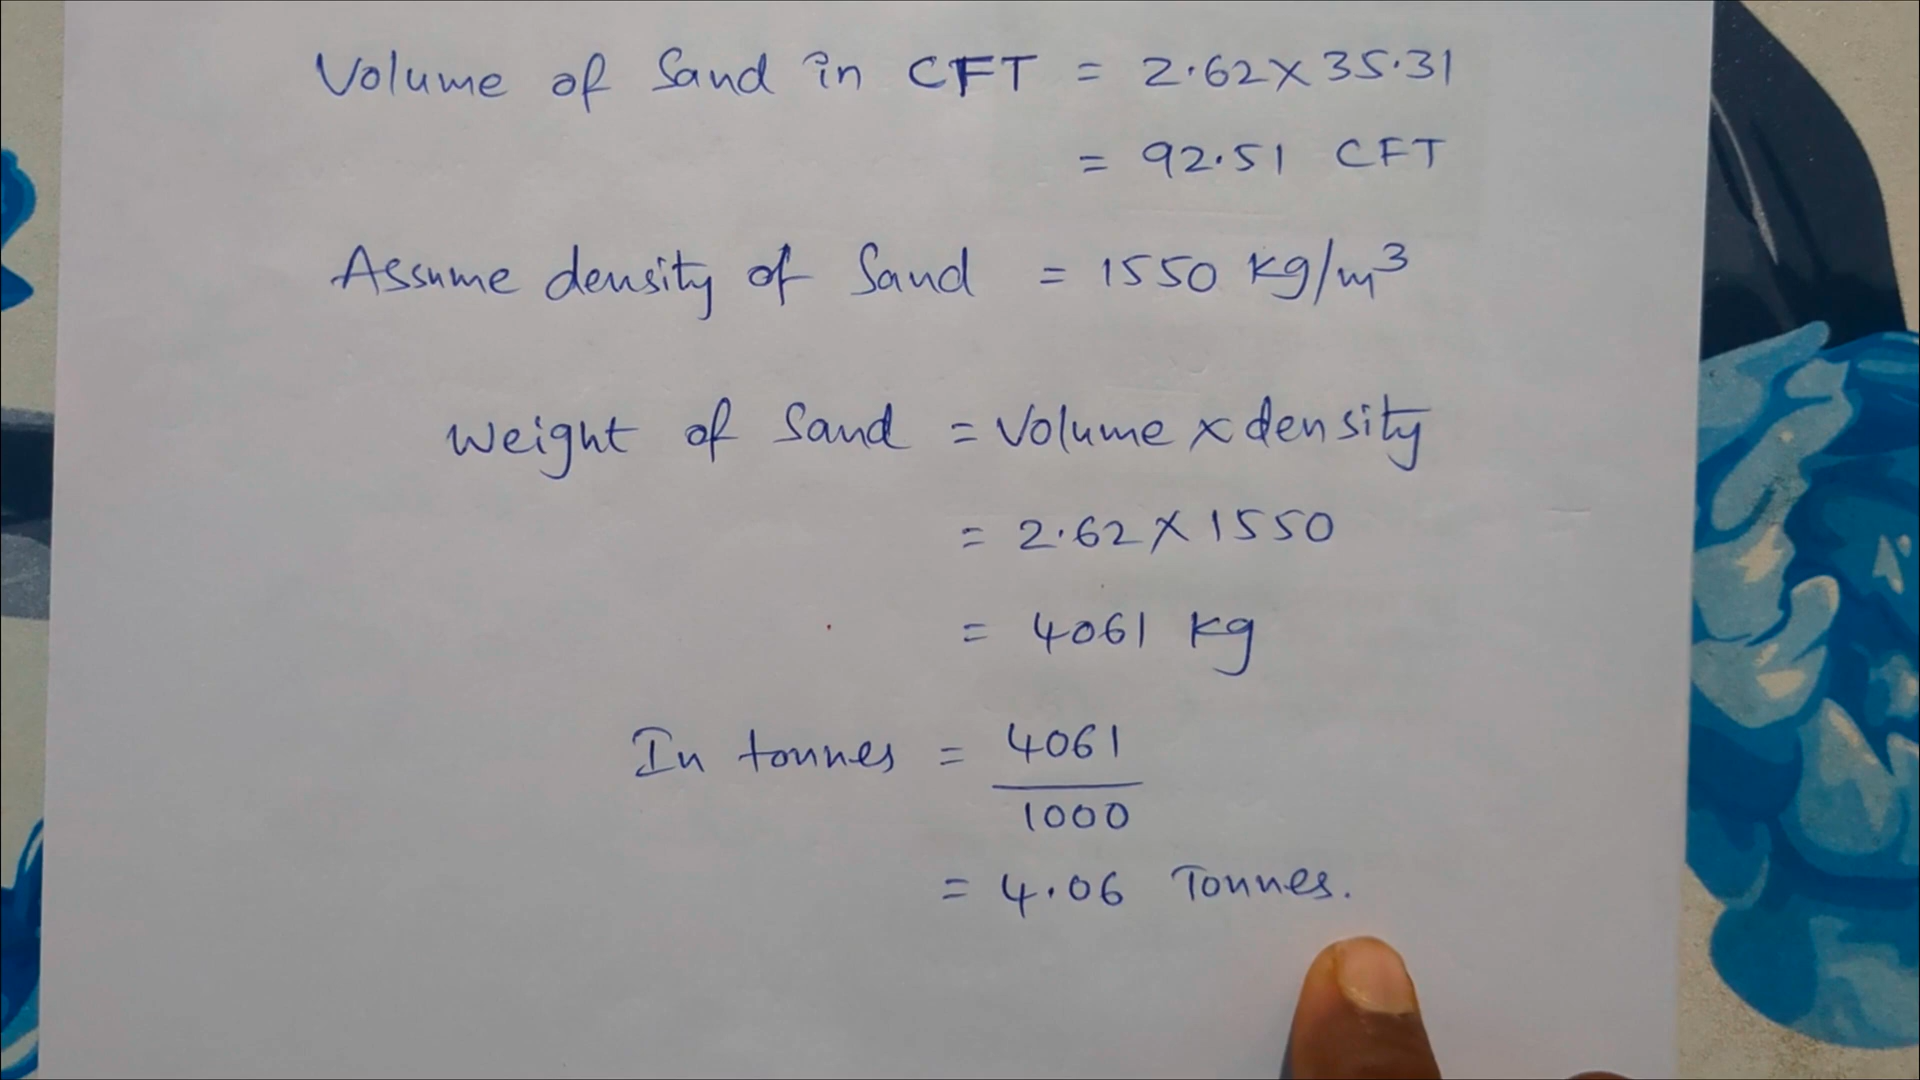 Volume of Sand in CFT = 2.62 X 35.31
= 92.51 CFT
Assume density of Sand = 1550 kg/m³
Weight of Sand = Volume x density
= 2.62 X 1550
= 4061 kg
In tonnes = 4061
1000
= 4.06 Tonnes.